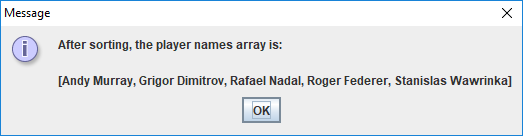 Message
After sorting, the player names array is:
[Andy Murray, Grigor Dimitrov, Rafael Nadal, Roger Federer, Stanislas Wawrinka]
OK